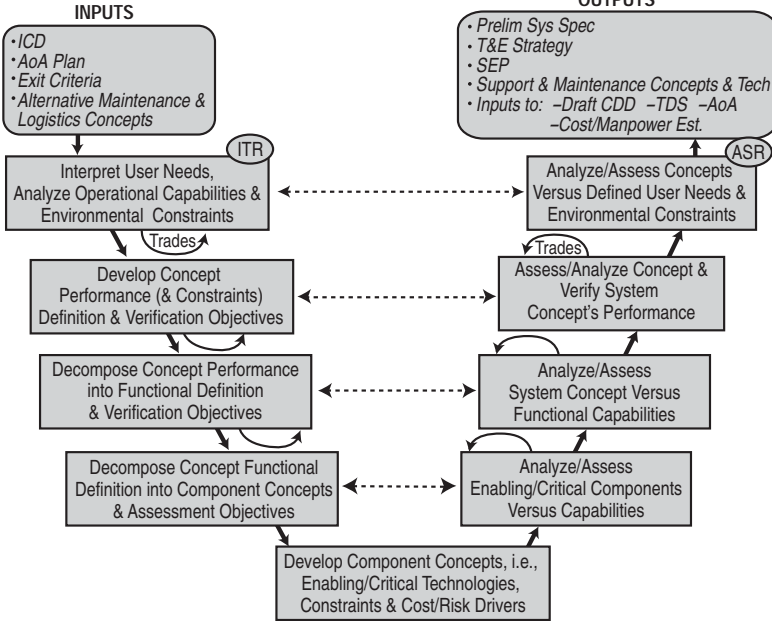 INPUTS
• ICD
• AoA Plan
• Exit Criteria
• Alternative Maintenance &
Logistics Concepts
OUTPUTS
• Prelim Sys Spec
• T&E Strategy
• SEP
• Support & Maintenance Concepts & Tech
• Inputs to: –Draft CDD –TDS –AoA
–Cost/Manpower Est.
ITR
Interpret User Needs,
Analyze Operational Capabilities &
Environmental Constraints
Trades
Develop Concept
Performance (& Constraints)
Definition & Verification Objectives
Decompose Concept Performance
into Functional Definition
& Verification Objectives
Decompose Concept Functional
Definition into Component Concepts
& Assessment Objectives
Develop Component Concepts, i.e.,
Enabling/Critical Technologies,
Constraints & Cost/Risk Drivers
Analyze/Assess
Enabling/Critical Components
Versus Capabilities
Analyze/Assess
System Concept Versus
Functional Capabilities
Trades
Assess/Analyze Concept &
Verify System
Concept's Performance
ASR
Analyze/Assess Concepts
Versus Defined User Needs &
Environmental Constraints